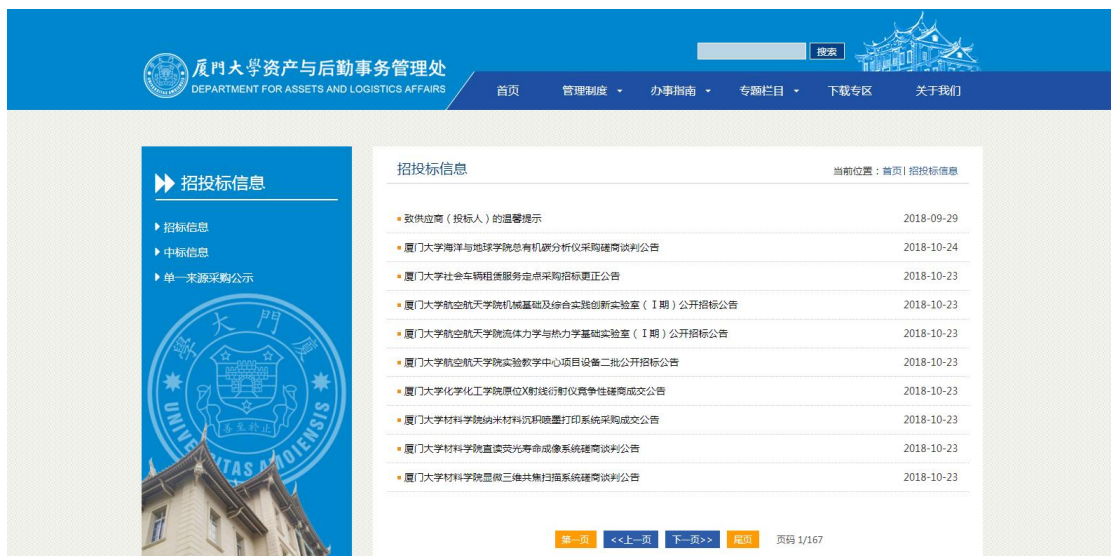 搜索
厦門大學资产与后勤事务管理处
DEPARTMENT FOR ASSETS AND LOGISTICS AFFAIRS
首页 管理制度 办事指南 专题栏目 下载专区 关于我们
招投标信息
招标信息
中标信息
单一来源采购公示
厦門大學
UNIVERSITAS AMOIENSIS
招投标信息
当前位置：首页| 招投标信息
致供应商（投标人）的温馨提示 2018-09-29
厦门大学海洋与地球学院总有机碳分析仪采购磋商谈判公告 2018-10-24
厦门大学社会车辆租赁服务定点采购招标更正公告 2018-10-23
厦门大学航空航天学院机械基础及综合实践创新实验室（Ⅰ期）公开招标公告 2018-10-23
厦门大学航空航天学院流体力学与热力学基础实验室（Ⅰ期）公开招标公告 2018-10-23
厦门大学航空航天学院实验教学中心项目设备二批公开招标公告 2018-10-23
厦门大学化学化工学院原位X射线衍射仪竞争性磋商成交公告 2018-10-23
厦门大学材料学院纳米材料沉积喷墨打印系统采购成交公告 2018-10-23
厦门大学材料学院直读荧光寿命成像系统磋商谈判公告 2018-10-23
厦门大学材料学院显微三维共焦扫描系统磋商谈判公告 2018-10-23
第一页 <<上一页 下一页>> 尾页 页码 1/167